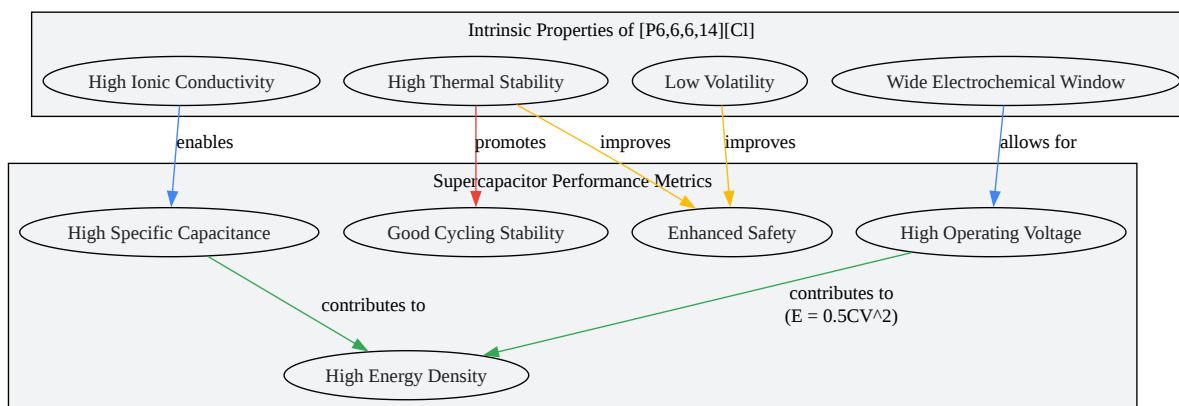 Intrinsic Properties of [P6,6,6,14][Cl]
High Ionic Conductivity
High Thermal Stability
Low Volatility
Wide Electrochemical Window
enables
promotes
improves
improves
allows for
Supercapacitor Performance Metrics
High Specific Capacitance
Good Cycling Stability
Enhanced Safety
High Operating Voltage
contributes to
contributes to
(E = 0.5CV^2)
High Energy Density